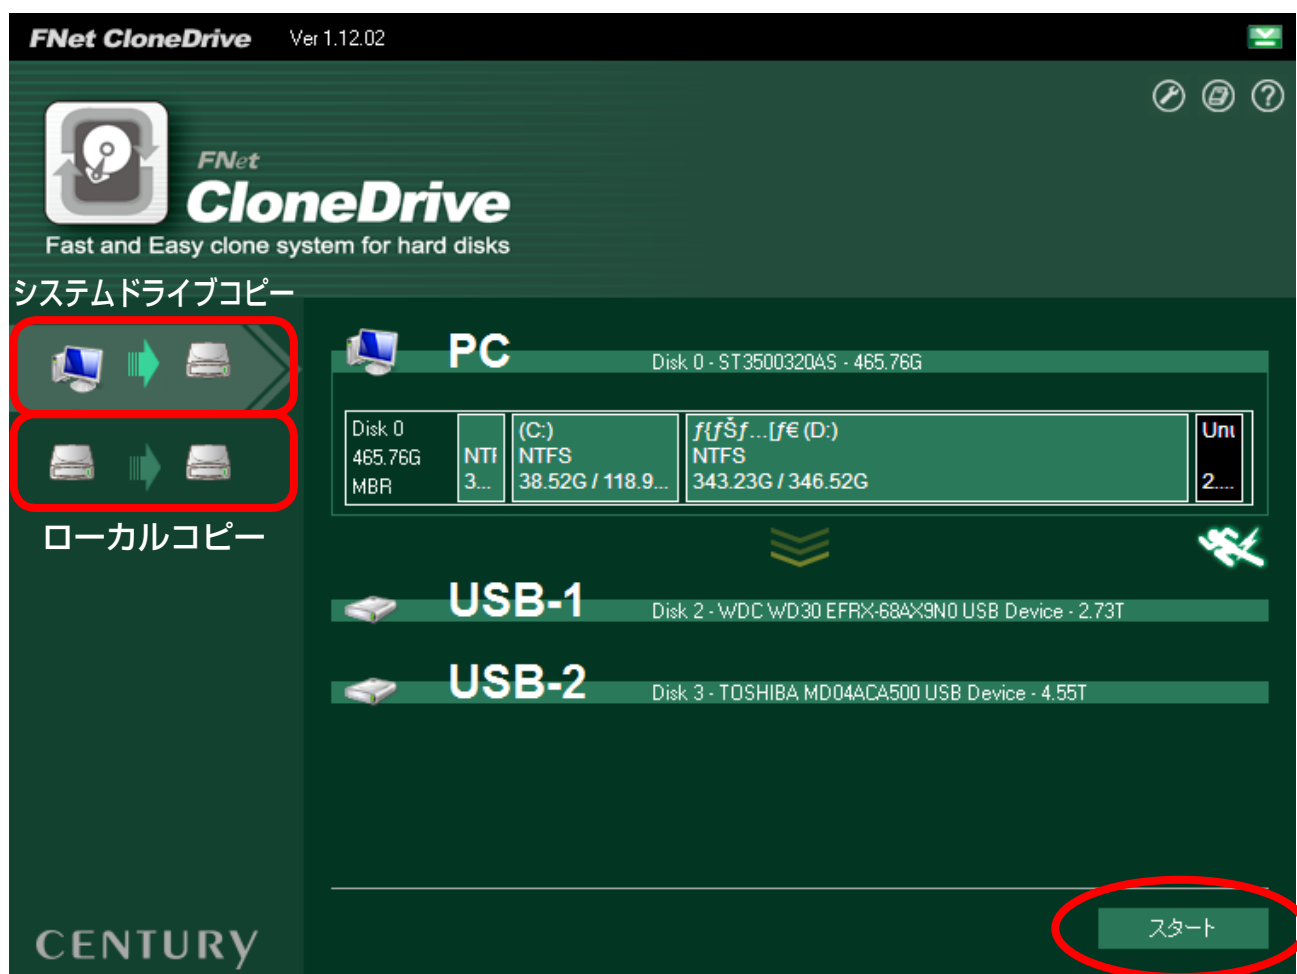 FNet CloneDrive Ver 1.12.02
FNet
CloneDrive
Fast and Easy clone system for hard disks
システムドライブコピー
ローカルコピー
PC Disk 0 - ST3500320AS - 465.76G
Disk 0
465.76G
MBR
NTF
3...
(C:)
NTFS
38.52G / 118.9...
ƒ{ƒŠƒ…[ƒ€ (D:)
NTFS
343.23G / 346.52G
Unu
2....
USB-1 Disk 2 - WDC WD30 EFRX-68AX9N0 USB Device - 2.73T
USB-2 Disk 3 - TOSHIBA MD04ACA500 USB Device - 4.55T
スタート
CENTURY